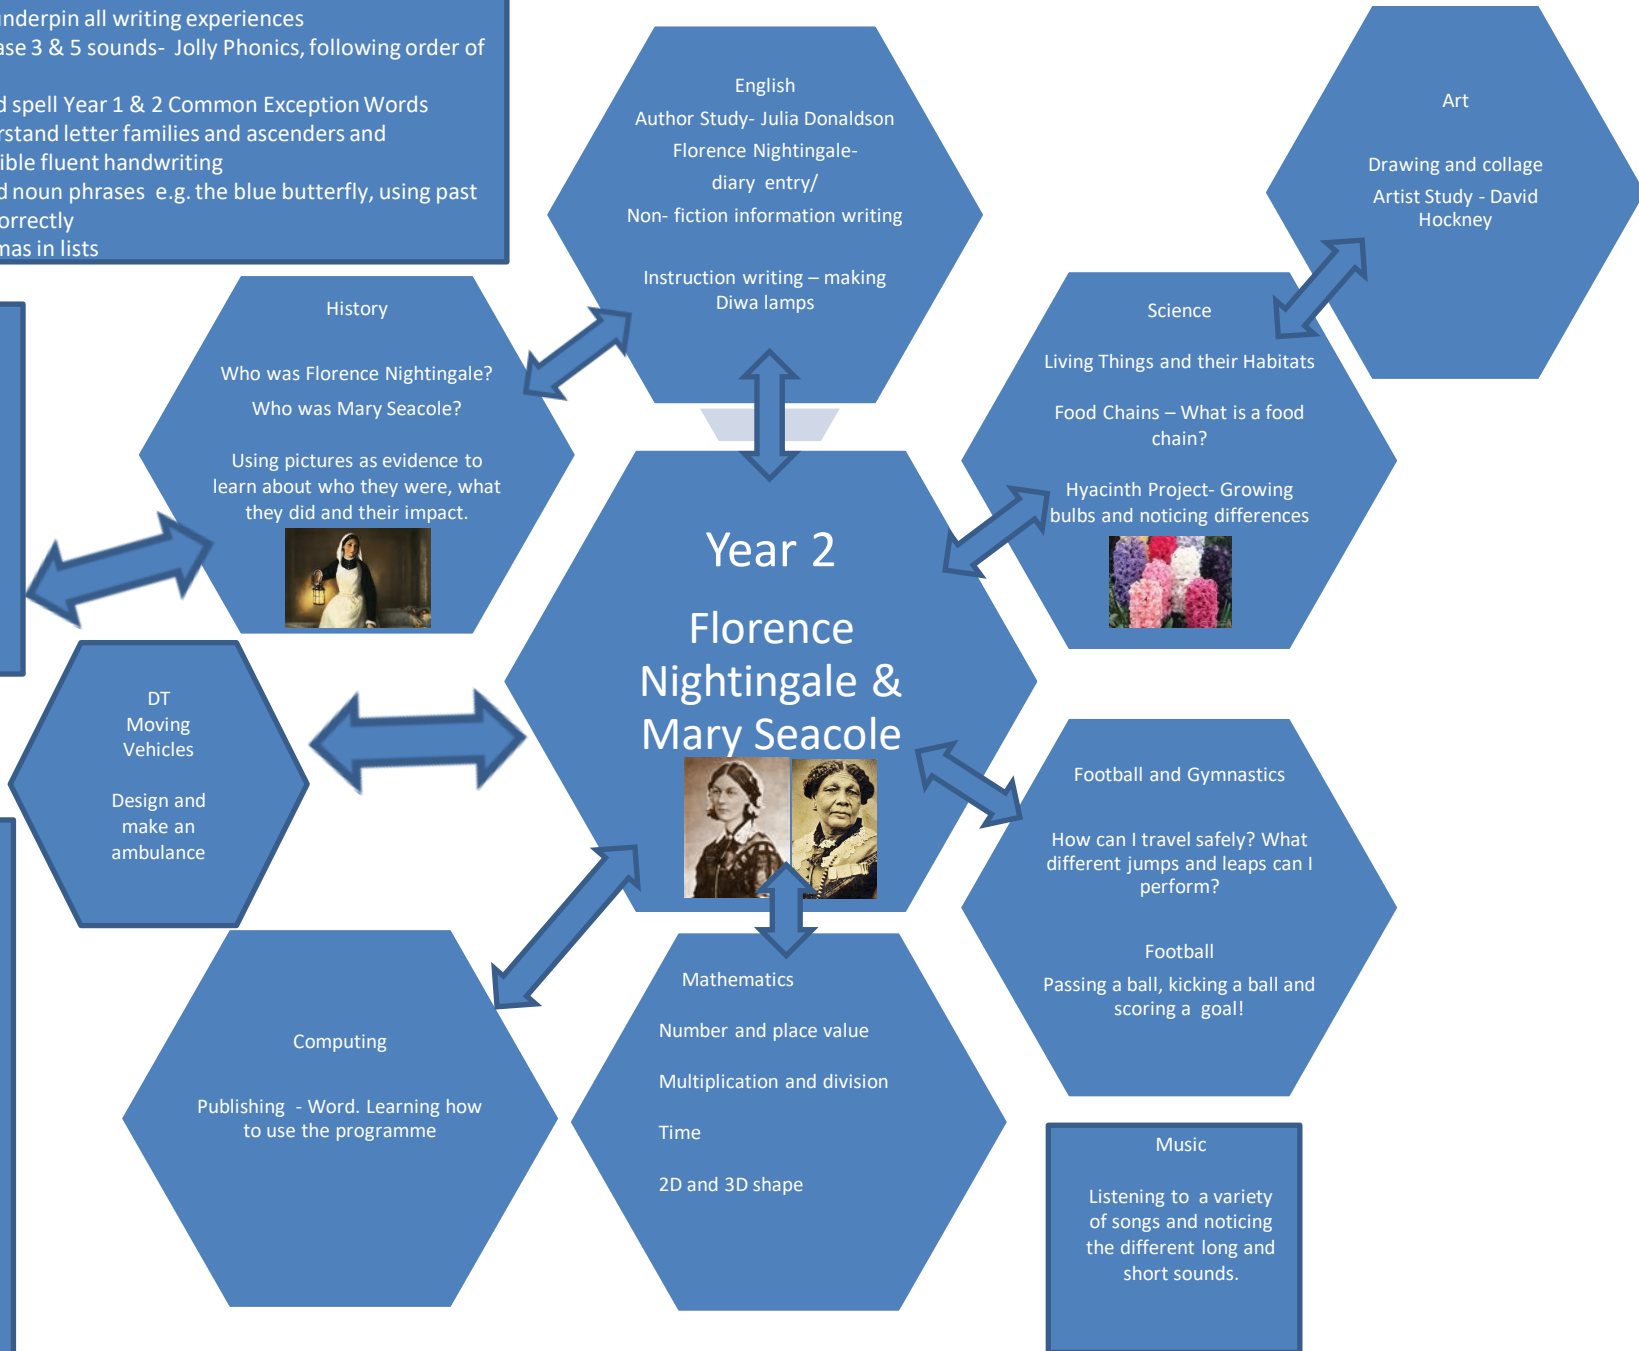 underpin all writing experiences
ase 3 & 5 sounds- Jolly Phonics, following order of
d spell Year 1 & 2 Common Exception Words
rstand letter families and ascenders and
ible fluent handwriting
d noun phrases e.g. the blue butterfly, using past
orrectly
mas in lists
English
Author Study- Julia Donaldson
Florence Nightingale-
diary entry/
Non- fiction information writing
Instruction writing – making
Diwa lamps
Art
Drawing and collage
Artist Study - David
Hockney
History
Who was Florence Nightingale?
Who was Mary Seacole?
Using pictures as evidence to
learn about who they were, what
they did and their impact.
Science
Living Things and their Habitats
Food Chains – What is a food
chain?
Hyacinth Project- Growing
bulbs and noticing differences
Year 2
Florence
Nightingale &
Mary Seacole
DT
Moving
Vehicles
Design and
make an
ambulance
Football and Gymnastics
How can I travel safely? What
different jumps and leaps can I
perform?
Football
Passing a ball, kicking a ball and
scoring a goal!
Computing
Publishing - Word. Learning how
to use the programme
Mathematics
Number and place value
Multiplication and division
Time
2D and 3D shape
Music
Listening to a variety
of songs and noticing
the different long and
short sounds.